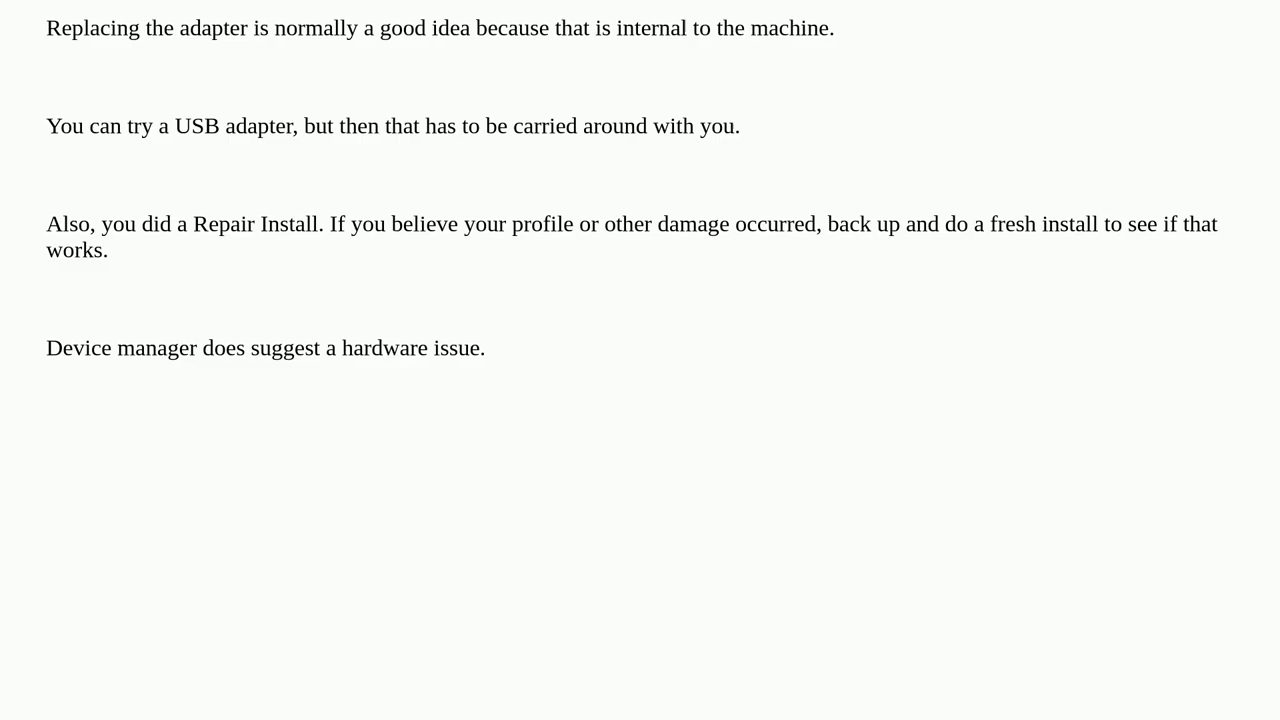 Replacing the adapter is normally a good idea because that is internal to the machine.
You can try a USB adapter, but then that has to be carried around with you.
Also, you did a Repair Install. If you believe your profile or other damage occurred, back up and do a fresh install to see if that
works.
Device manager does suggest a hardware issue.